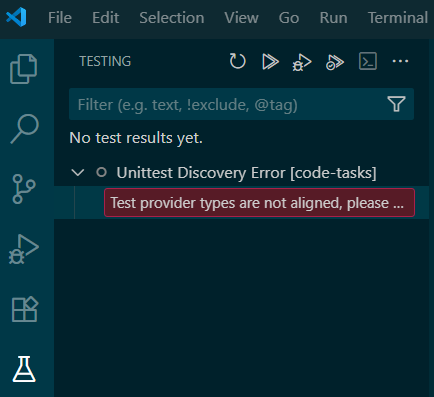 File Edit Selection View Go Run Terminal
TESTING
Filter (e.g. text, !exclude, @tag)
No test results yet.
Unittest Discovery Error [code-tasks]
Test provider types are not aligned, please ...